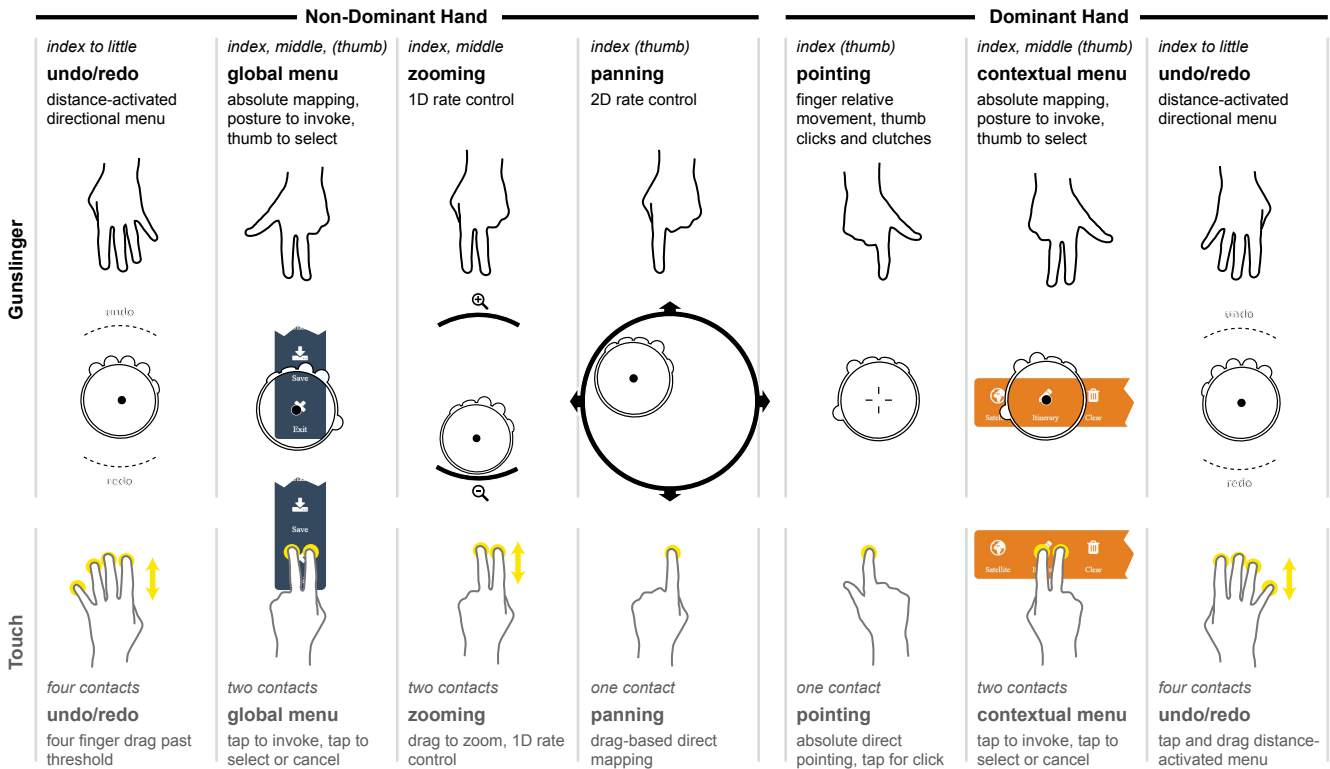 Non-Dominant Hand
Dominant Hand
Gunslinger
index to little
undo/redo
distance-activated
directional menu
undo
redo
index, middle, (thumb)
global menu
absolute mapping,
posture to invoke,
thumb to select
Save
Exit
index, middle
zooming
1D rate control
index (thumb)
panning
2D rate control
index (thumb)
pointing
finger relative
movement, thumb
clicks and clutches
index, middle (thumb)
contextual menu
absolute mapping,
posture to invoke,
thumb to select
Itinerary
Clear
index to little
undo/redo
distance-activated
directional menu
undo
redo
Touch
four contacts
undo/redo
four finger drag past
threshold
Save
two contacts
global menu
tap to invoke, tap to
select or cancel
two contacts
zooming
drag to zoom, 1D rate
control
one contact
panning
drag-based direct
mapping
one contact
pointing
absolute direct
pointing, tap for click
Satellite
Clear
two contacts
contextual menu
tap to invoke, tap to
select or cancel
four contacts
undo/redo
tap and drag distance-
activated menu